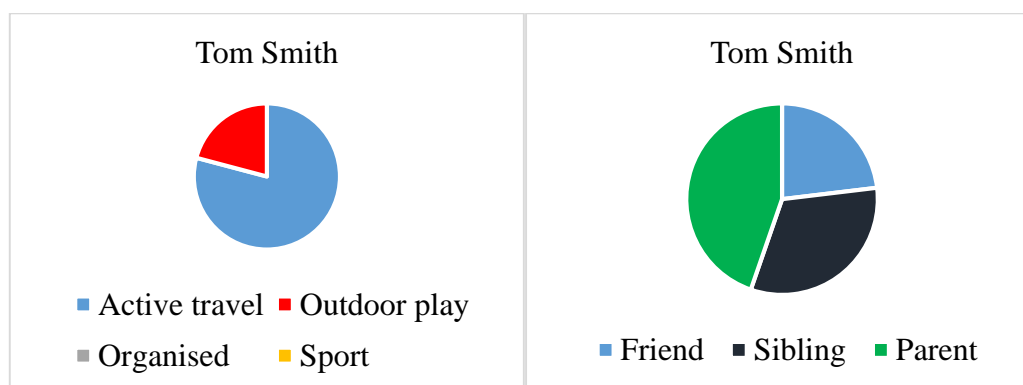 Tom Smith
Active travel Outdoor play
Organised Sport
Tom Smith
Friend Sibling Parent